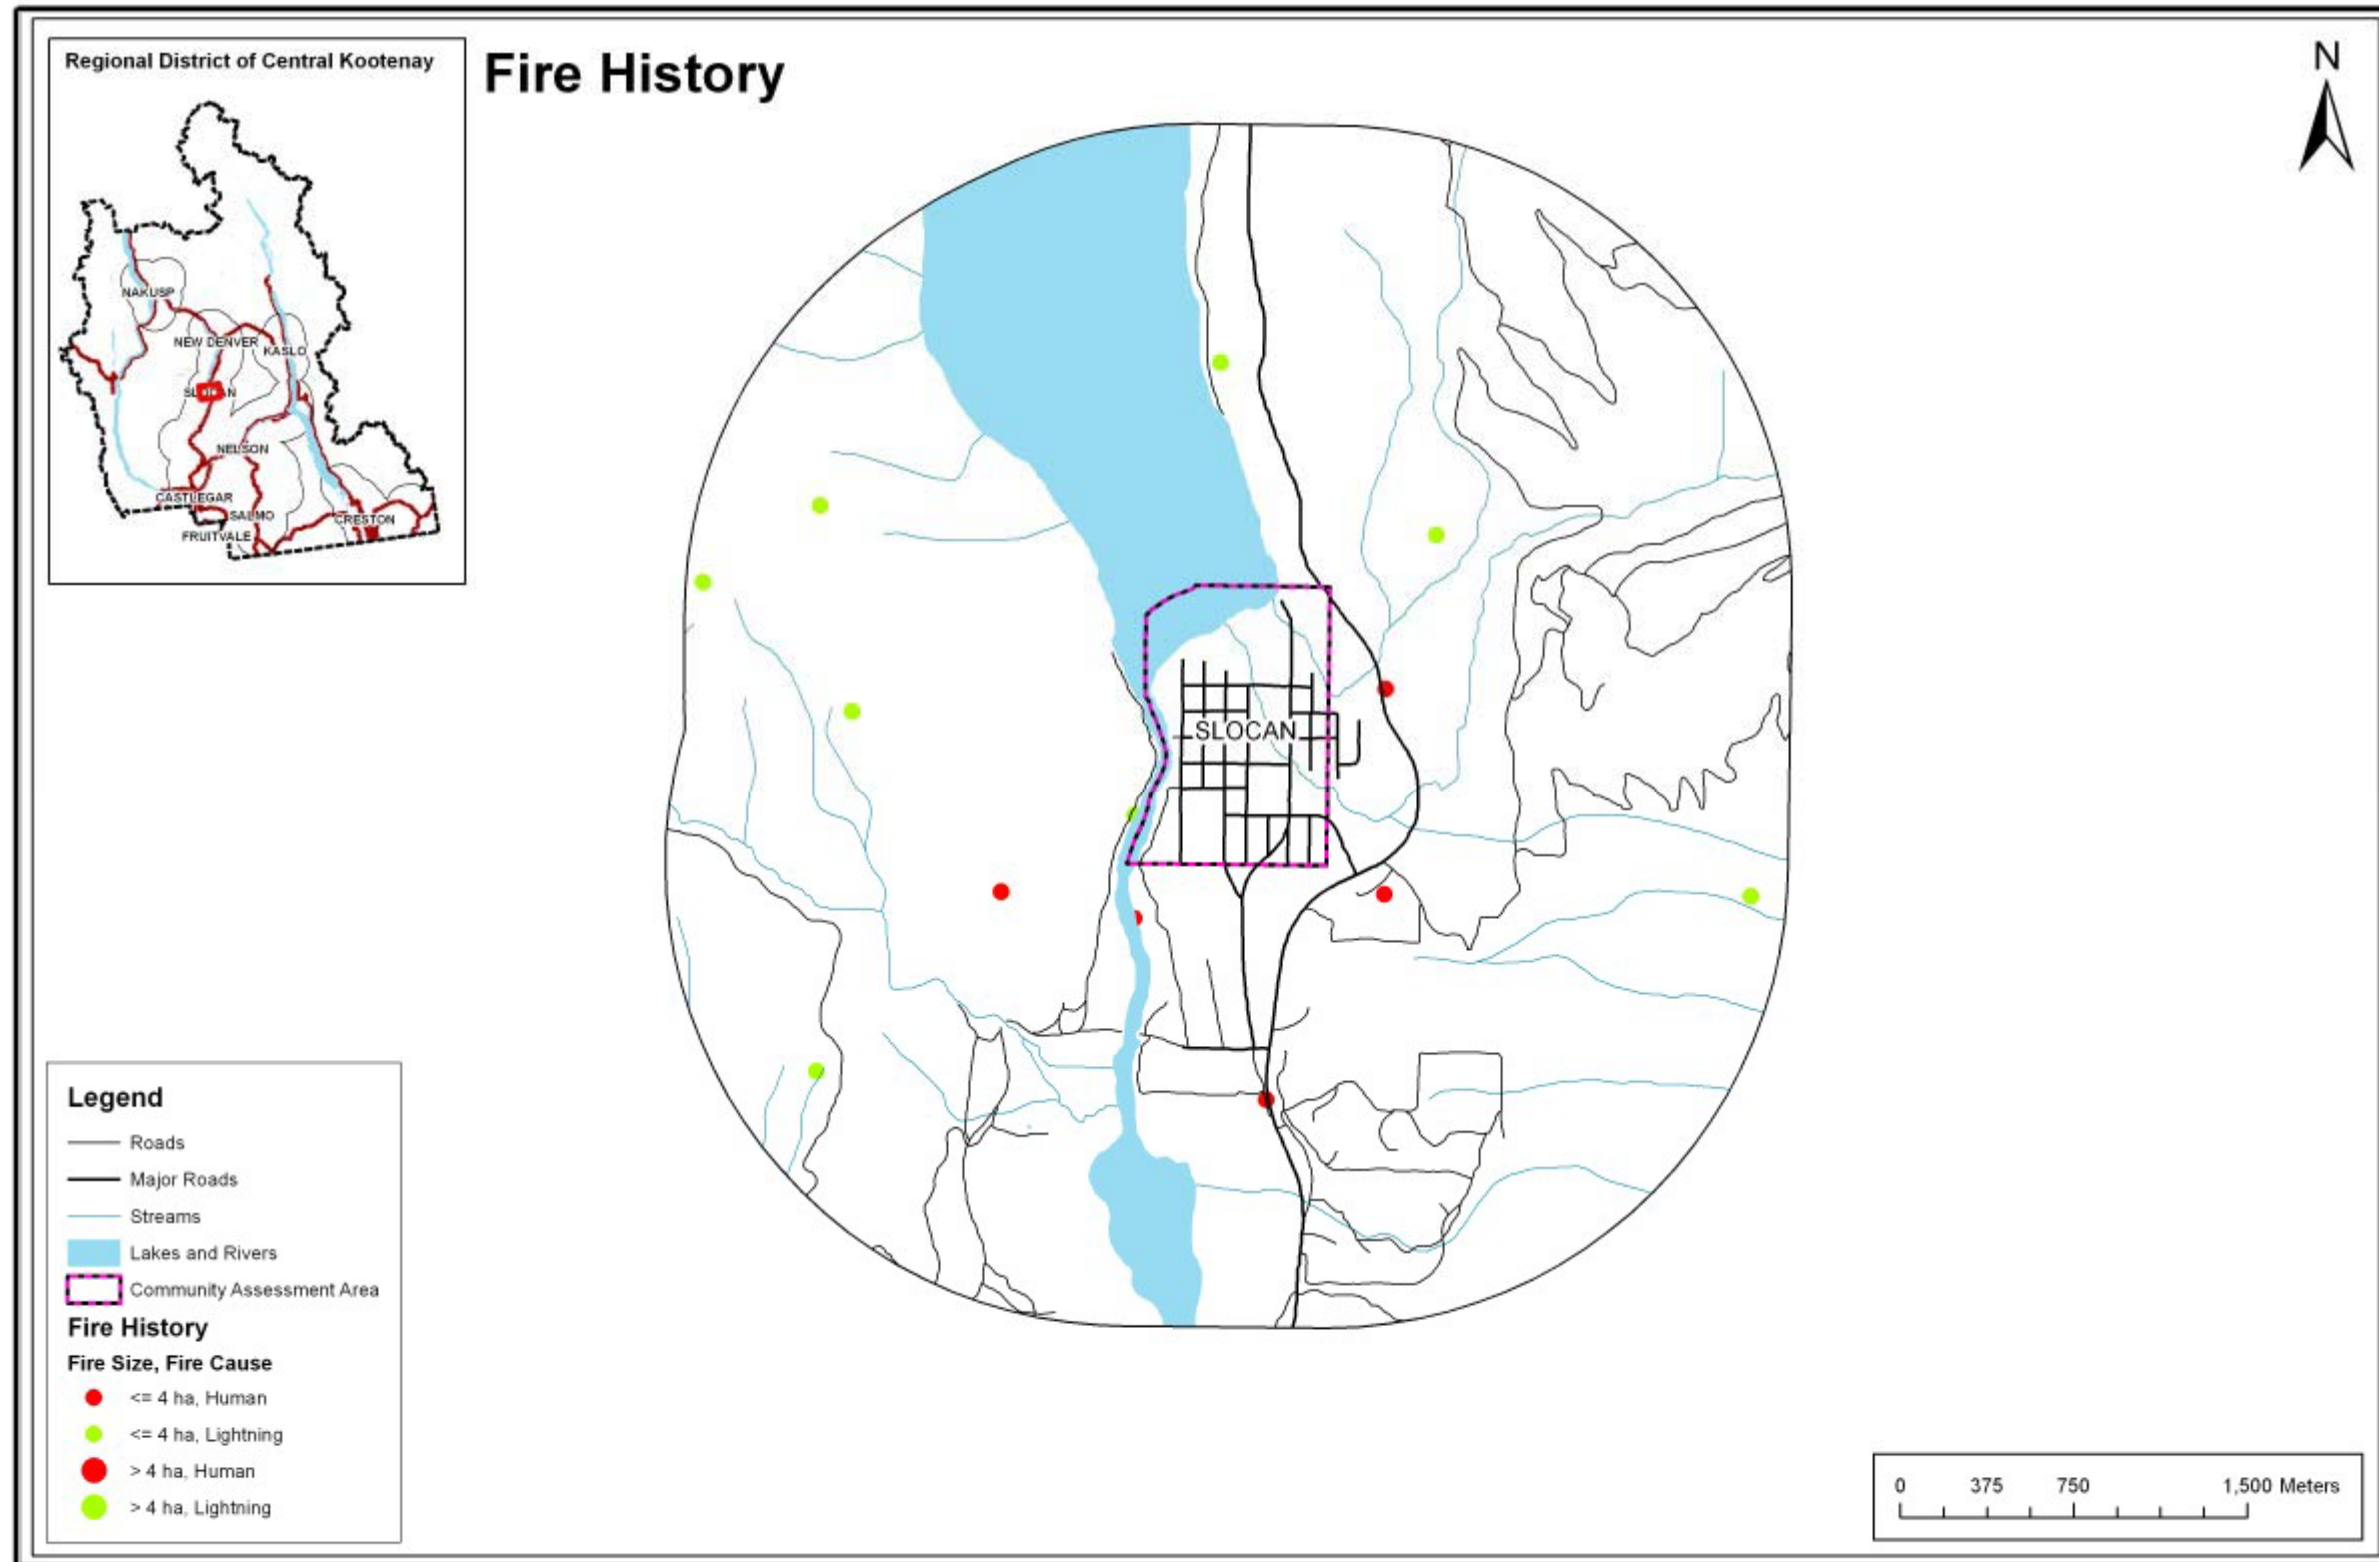 Regional District of Central Kootenay
Fire History
N
NAKUSP
NEW DENVER
KASLO
SLOCAN
NELSON
CASTLEGAR
SALMO
CRESTON
FRUITVALE
SLOCAN
Legend
Roads
Major Roads
Streams
Lakes and Rivers
Community Assessment Area
Fire History
Fire Size, Fire Cause
<= 4 ha, Human
<= 4 ha, Lightning
> 4 ha, Human
> 4 ha, Lightning
0 375 750 1,500 Meters